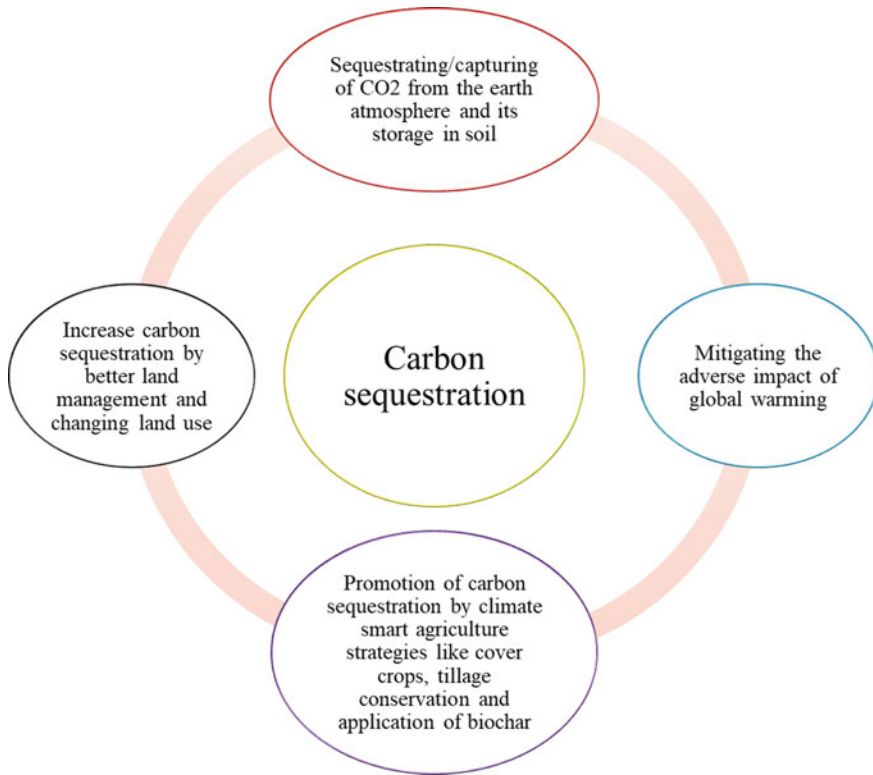 Sequestrating/capturing
of CO2 from the earth
atmosphere and its
storage in soil
Increase carbon
sequestration by
better land
management and
changing land use
Carbon
sequestration
Mitigating the
adverse impact of
global warming
Promotion of carbon
sequestration by climate
smart agriculture
strategies like cover
crops, tillage
conservation and
application of biochar